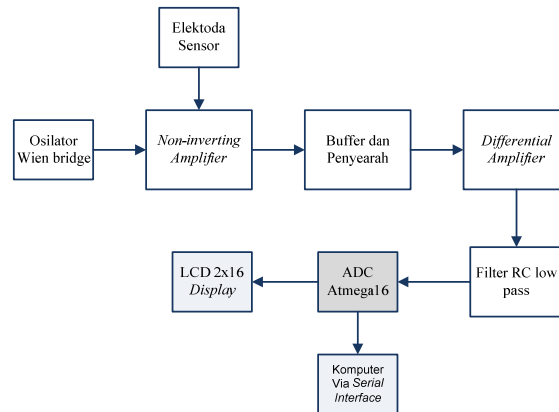 Elektoda
Sensor
Osilator
Wien bridge
Non-inverting
Amplifier
Buffer dan
Penyearah
Differential
Amplifier
LCD 2x16
Display
ADC
Atmega16
Filter RC low
pass
Komputer
Via Serial
Interface